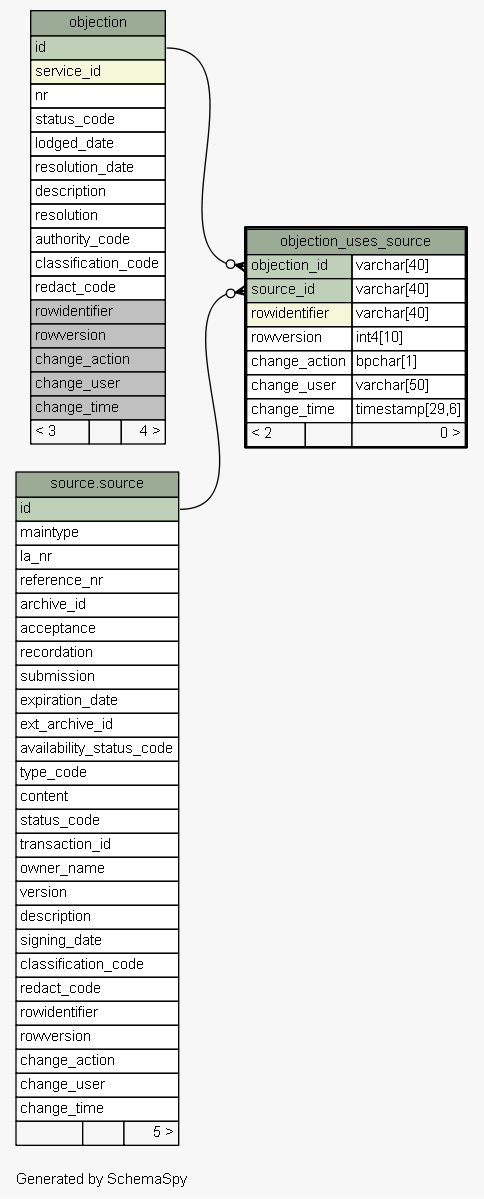 objection
id
service_id
nr
status_code
lodged_date
resolution_date
description
resolution
authority_code
classification_code
redact_code
rowidentifier
rowversion
change_action
change_user
change_time
< 3 4 >
objection_uses_source
objection_id varchar[40]
source_id varchar[40]
rowidentifier varchar[40]
rowversion int4[10]
change_action bpchar[1]
change_user varchar[50]
change_time timestamp[29,6]
< 2 0 >
source.source
id
maintype
la_nr
reference_nr
archive_id
acceptance
recordation
submission
expiration_date
ext_archive_id
availability_status_code
type_code
content
status_code
transaction_id
owner_name
version
description
signing_date
classification_code
redact_code
rowidentifier
rowversion
change_action
change_user
change_time
5 >
Generated by SchemaSpy